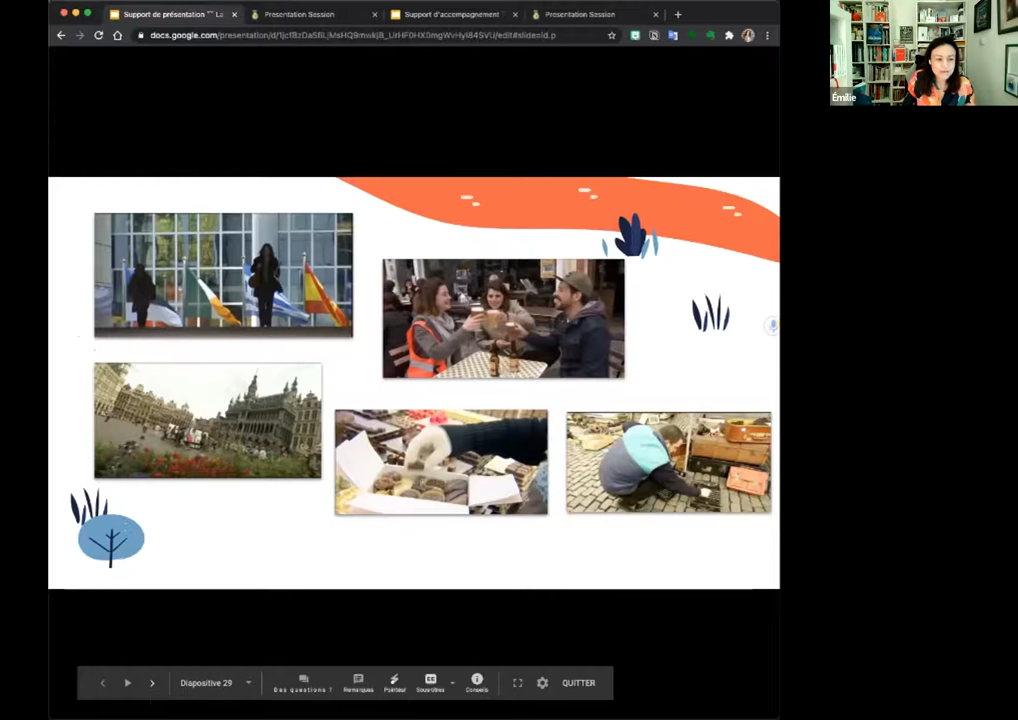 Support de présentation "" La
Presentation Session
Support d'accompagnement
Presentation Session
Émilie
Diapositive 29
Des questions ?
Remarques
Pointeur
Sous-titres
Conseils
QUITTER